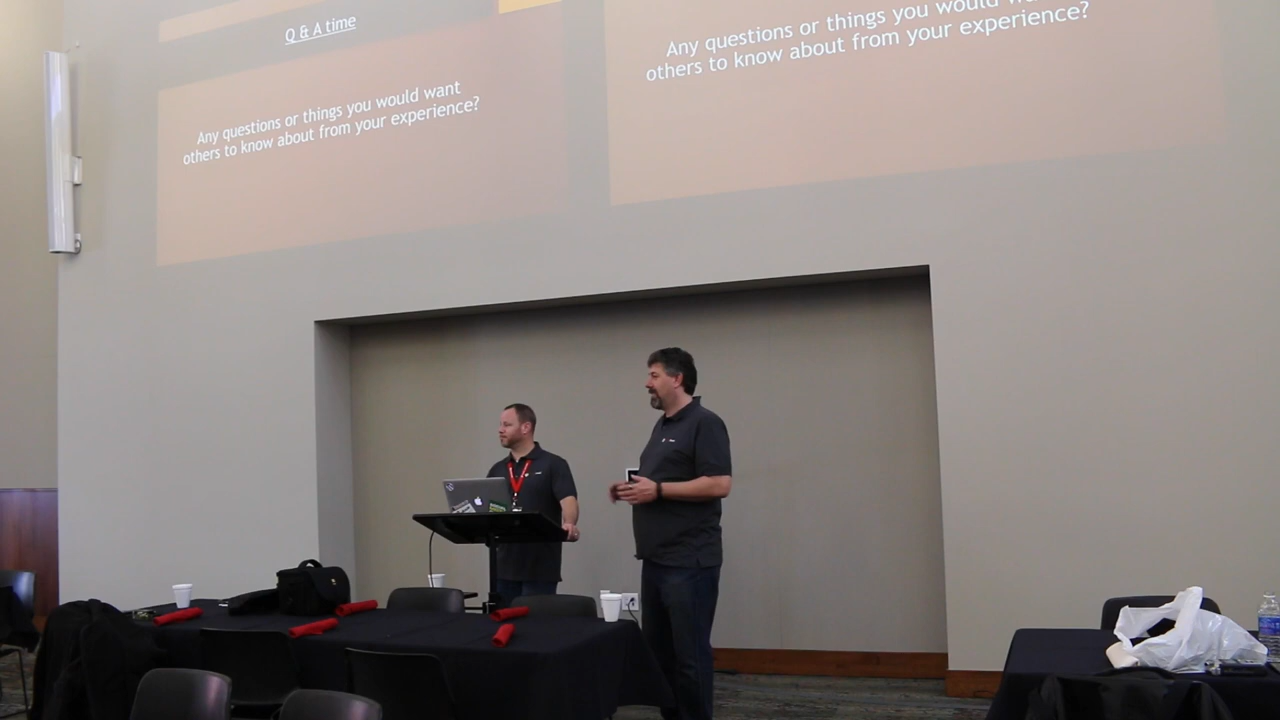 Q & A time
Any questions or things you would want
others to know about from your experience?
Any questions or things you would
others to know about from your experience?